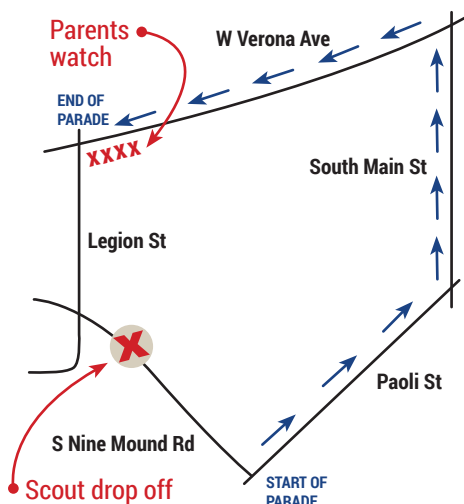 Parents
watch
W Verona Ave
END OF
PARADE
XXXX
South Main St
Legion St
X
Paoli St
S Nine Mound Rd
START OF
PARADE
Scout drop off